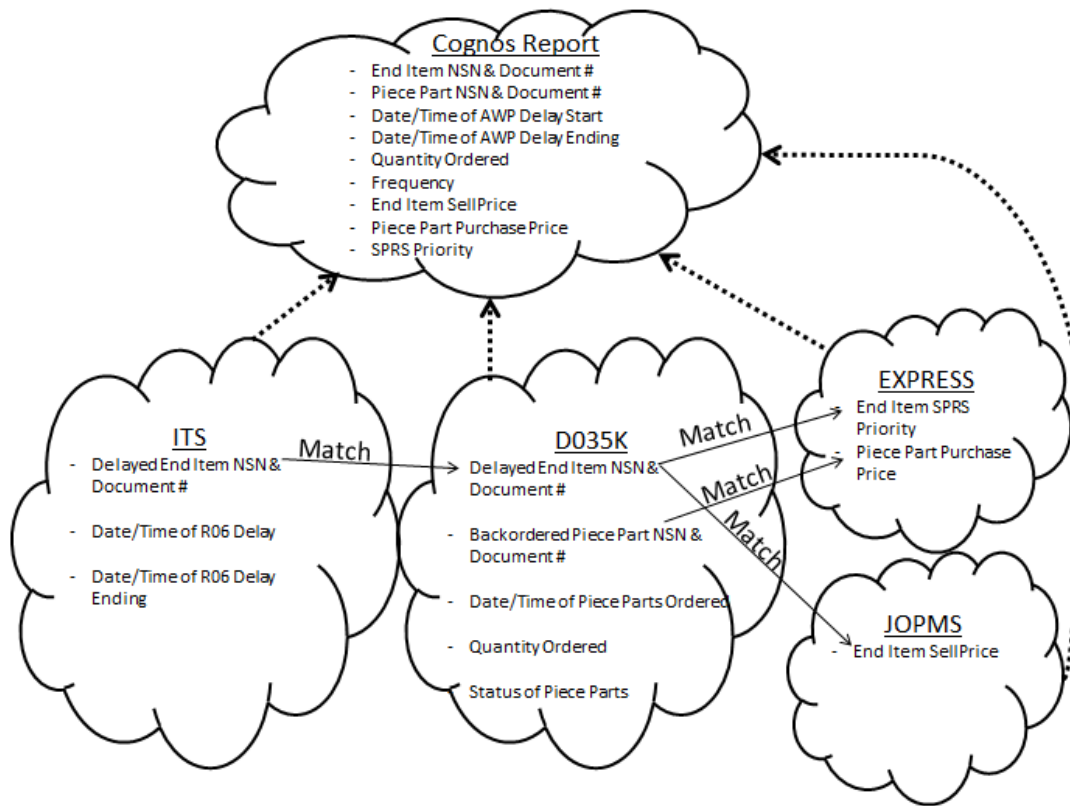 Cognos Report
- End Item NSN & Document #
- Piece Part NSN & Document #
- Date/Time of AWP Delay Start
- Date/Time of AWP Delay Ending
- Quantity Ordered
- Frequency
- End Item Sell Price
- Piece Part Purchase Price
- SPRS Priority
ITS
- Delayed End Item NSN &
Document #
- Date/Time of R06 Delay
- Date/Time of R06 Delay
Ending
Match
D035K
- Delayed End Item NSN &
Document #
- Backordered Piece Part NSN &
Document #
- Date/Time of Piece Parts Ordered
- Quantity Ordered
Status of Piece Parts
Match
Match
Match
EXPRESS
- End Item SPRS
Priority
- Piece Part Purchase
Price
JOPMS
- End Item Sell Price